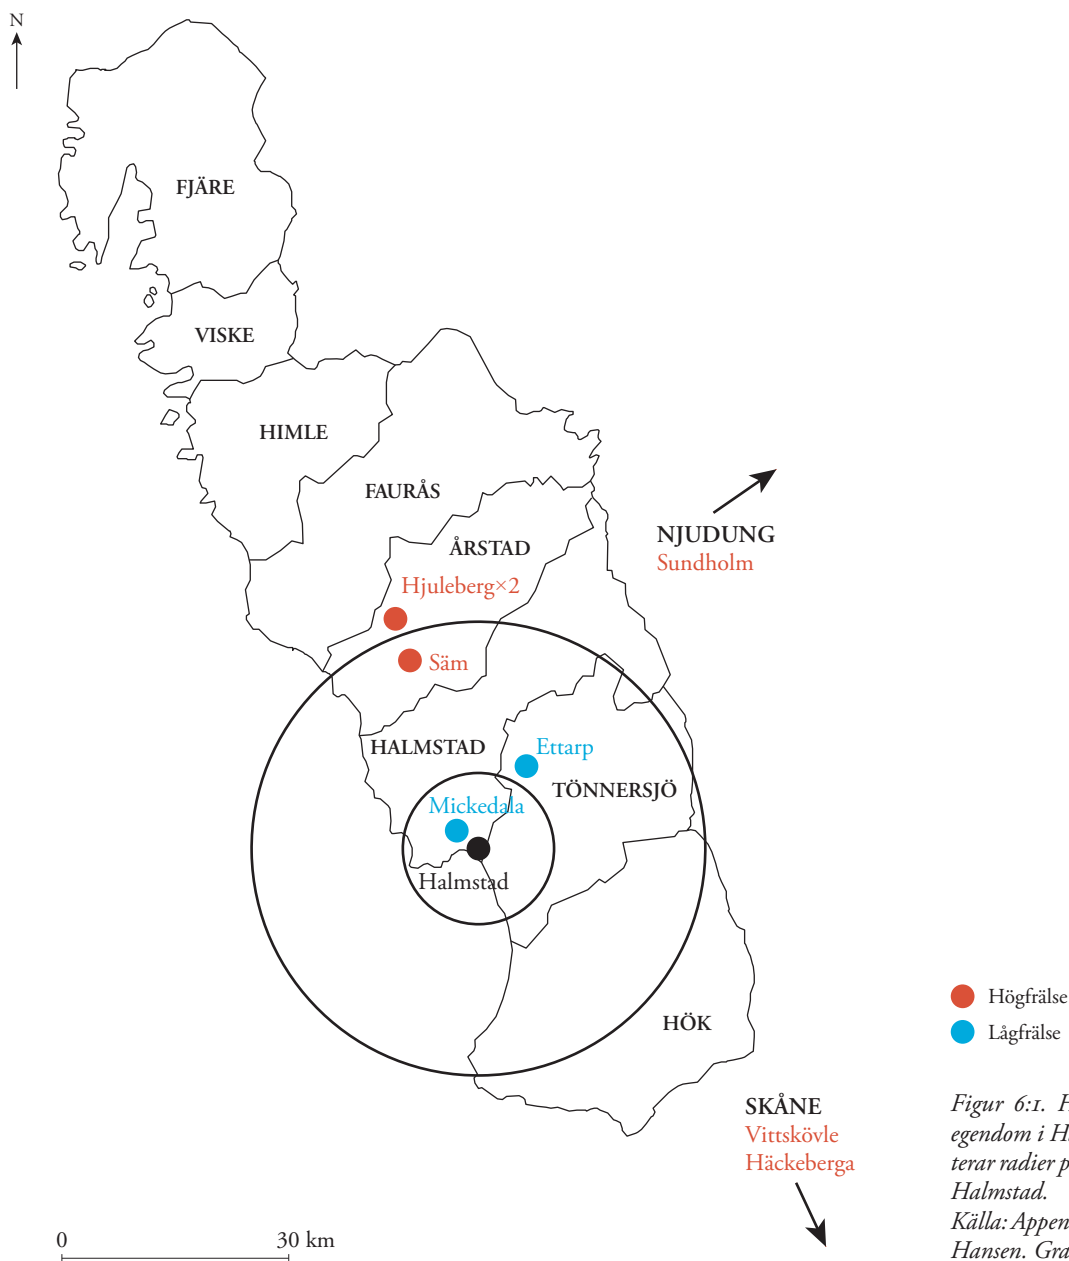 N
FJÄRE
VISKE
HIMLE
FAURÅS
ÅRSTAD
NJUDUNG
Sundholm
Hjuleberg×2
Säm
HALMSTAD
Ettarp
TÖNNERSJÖ
Mickedala
Halmstad
HÖK
Högfrälse
Lågfrälse
SKÅNE
Vittskövle
Häckeberga
Figur 6:1. H
egendom i H
terar radier p
Halmstad.
Källa: Appen
Hansen. Gra
0 30 km